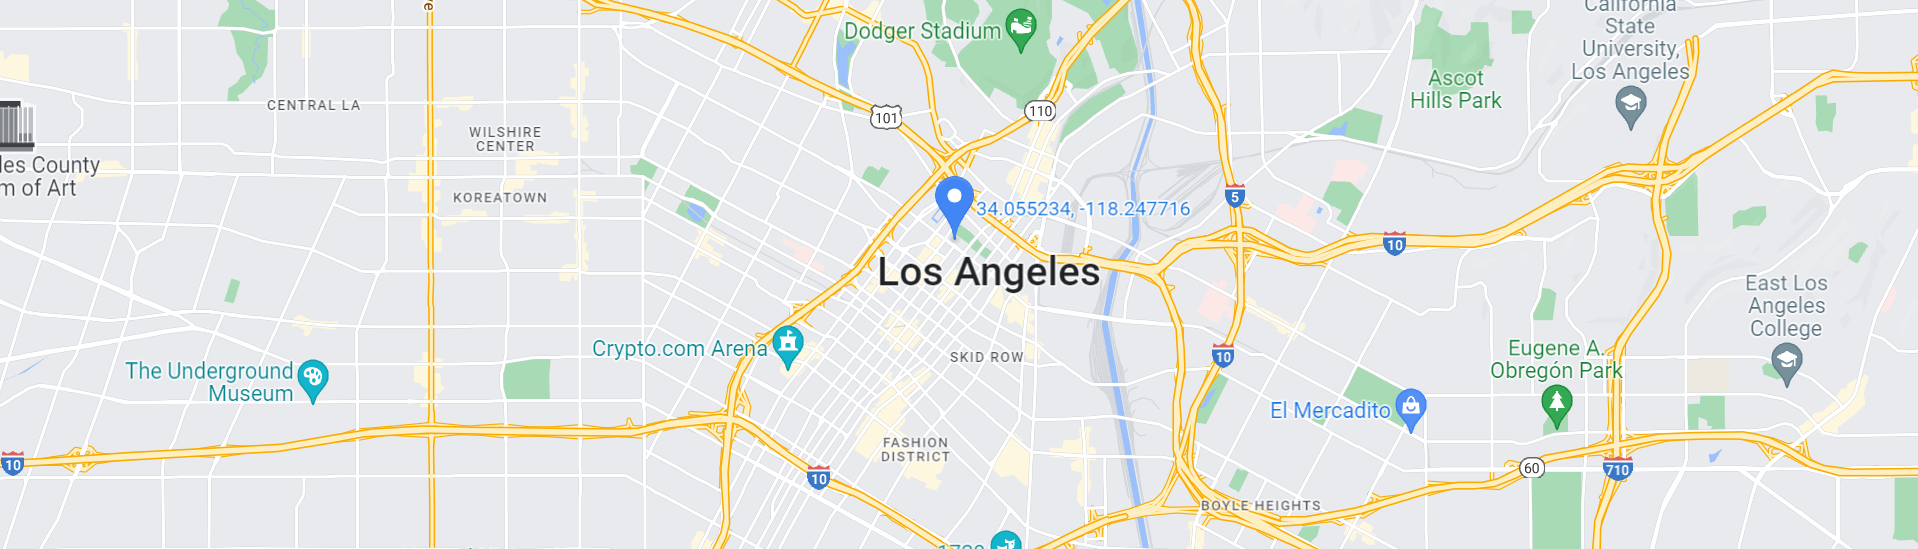 California
State
University,
Los Angeles
Dodger Stadium
Ascot
Hills Park
CENTRAL LA
101
110
WILSHIRE
CENTER
les County
m of Art
KOREATOWN
5
34.055234, -118.247716
10
Los Angeles
East Los
Angeles
College
Crypto.com Arena
SKID ROW
10
Eugene A.
Obregón Park
The Underground
Museum
El Mercadito
FASHION
DISTRICT
10
10
60
710
BOYLE HEIGHTS